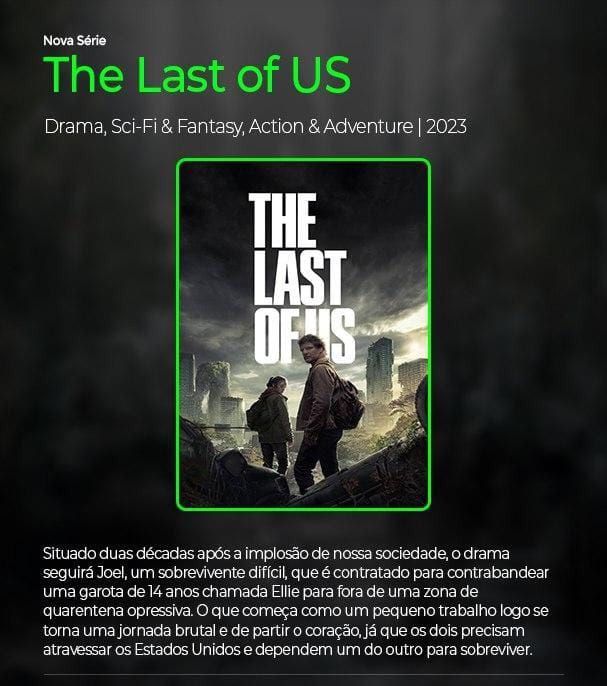 Nova Série
The Last of US
Drama, Sci-Fi & Fantasy, Action & Adventure | 2023
THE
LAST
OF US
Situado duas décadas após a implosão de nossa sociedade, o drama
seguirá Joel, um sobrevivente difícil, que é contratado para contrabandear
uma garota de 14 anos chamada Ellie para fora de uma zona de
quarentena opressiva. O que começa como um pequeno trabalho logo se
torna uma jornada brutal e de partir o coração, já que os dois precisam
atravessar os Estados Unidos e dependem um do outro para sobreviver.